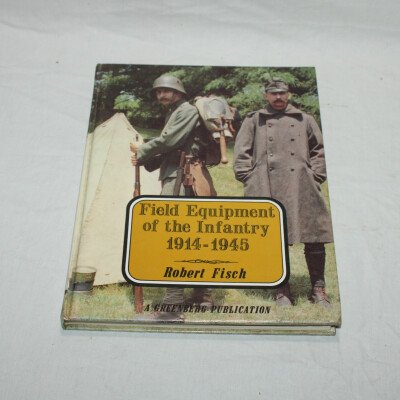 Field Equipment
of the Infantry
1914-1945
Robert Fisch
A GREENBERG PUBLICATION